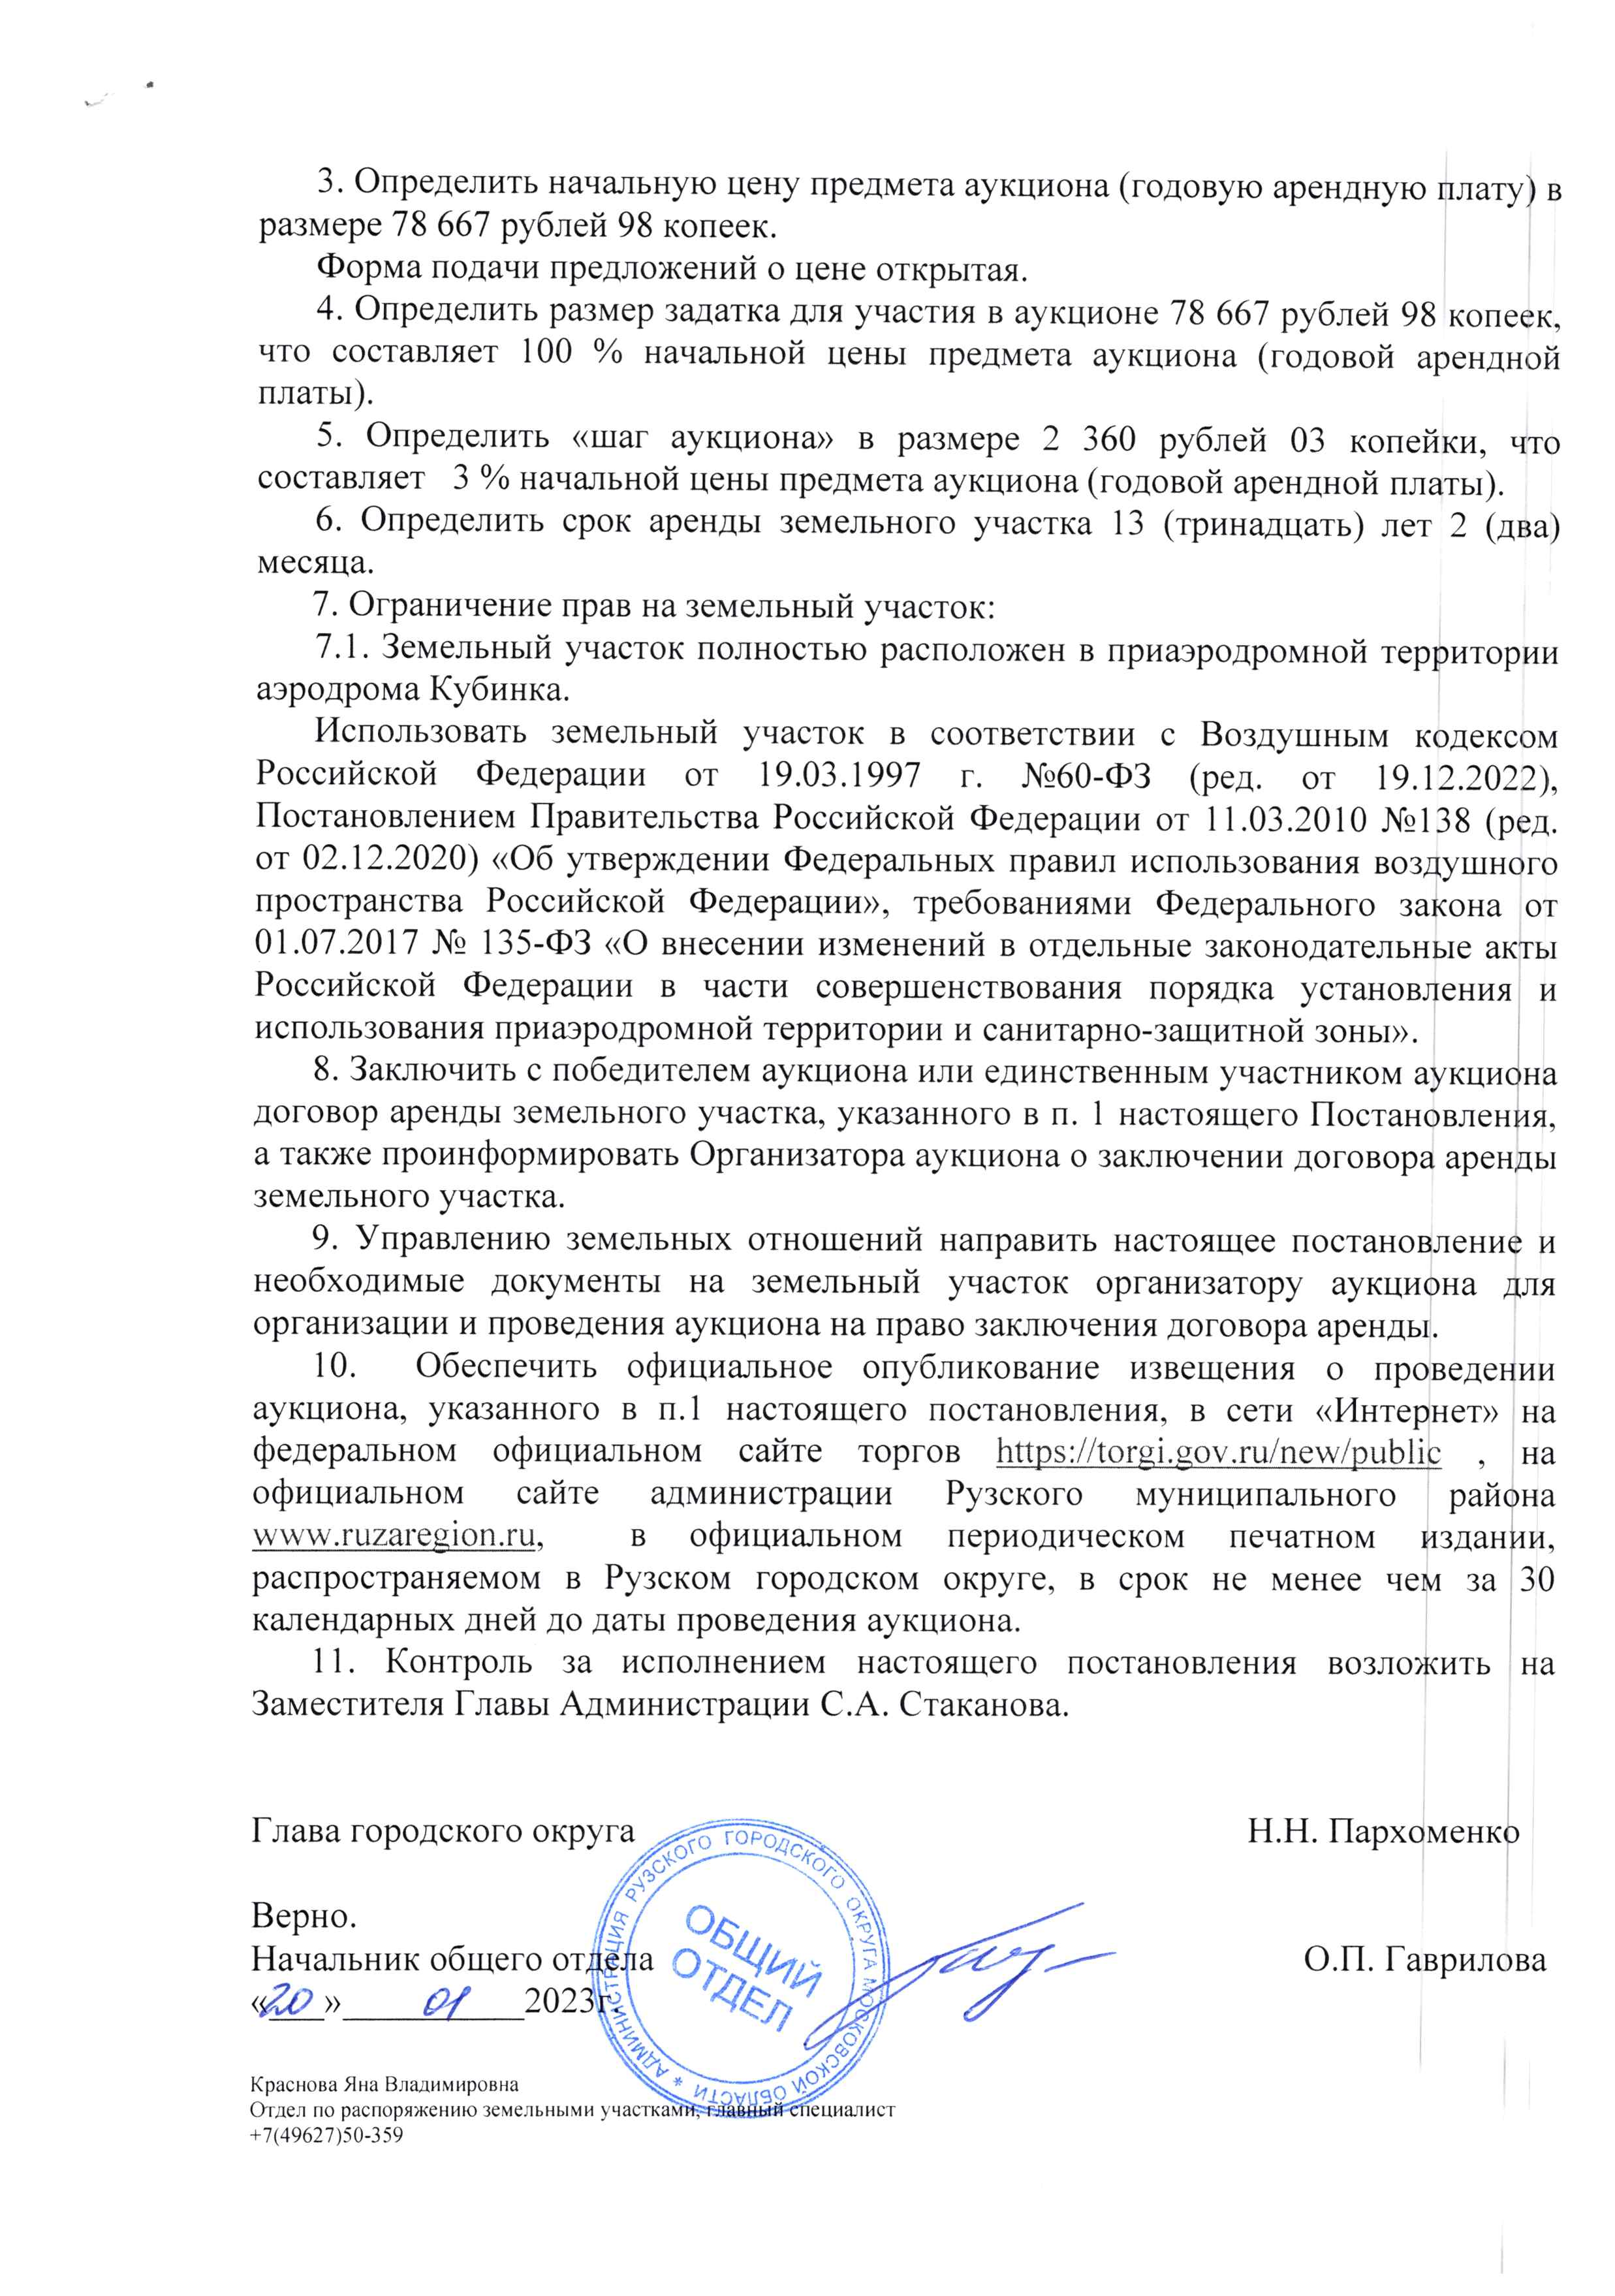 3. Определить начальную цену предмета аукциона (годовую арендную плату) в
размере 78 667 рублей 98 копеек.
Форма подачи предложений о цене открытая.
4. Определить размер задатка для участия в аукционе 78 667 рублей 98 копеек,
что составляет 100 % начальной цены предмета аукциона (годовой арендной
платы).
5. Определить «шаг аукциона» в размере 2 360 рублей 03 копейки, что
составляет 3 % начальной цены предмета аукциона (годовой арендной платы).
6. Определить срок аренды земельного участка 13 (тринадцать) лет 2 (два)
месяца.
7. Ограничение прав на земельный участок:
7.1. Земельный участок полностью расположен в приаэродромной территории
аэродрома Кубинка.
Использовать земельный участок в соответствии с Воздушным кодексом
Российской Федерации от 19.03.1997 г. №60-ФЗ (ред. от 19.12.2022),
Постановлением Правительства Российской Федерации от 11.03.2010 №138 (ред.
от 02.12.2020) «Об утверждении Федеральных правил использования воздушного
пространства Российской Федерации», требованиями Федерального закона от
01.07.2017 № 135-ФЗ «О внесении изменений в отдельные законодательные акты
Российской Федерации в части совершенствования порядка установления и
использования приаэродромной территории и санитарно-защитной зоны».
8. Заключить с победителем аукциона или единственным участником аукциона
договор аренды земельного участка, указанного в п. 1 настоящего Постановления,
а также проинформировать Организатора аукциона о заключении договора аренды
земельного участка.
9. Управлению земельных отношений направить настоящее постановление и
необходимые документы на земельный участок организатору аукциона для
организации и проведения аукциона на право заключения договора аренды.
10. Обеспечить официальное опубликование извещения о проведении
аукциона, указанного в п.1 настоящего постановления, в сети «Интернет» на
федеральном официальном сайте торгов https://torgi.gov.ru/new/public , на
официальном сайте администрации Рузского муниципального района
www.ruzaregion.ru, в официальном периодическом печатном издании,
распространяемом в Рузском городском округе, в срок не менее чем за 30
календарных дней до даты проведения аукциона.
11. Контроль за исполнением настоящего постановления возложить на
Заместителя Главы Администрации С.А. Стаканова.
Глава городского округа Н.Н. Пархоменко
Верно.
Начальник общего отдела О.П. Гаврилова
«20» 01 2023г.
АДМИНИСТРАЦИЯ РУЗСКОГО ГОРОДСКОГО ОКРУГА МОСКОВСКОЙ ОБЛАСТИ *
ОБЩИЙ
ОТДЕЛ
Краснова Яна Владимировна
Отдел по распоряжению земельными участками, главный специалист
+7(49627)50-359